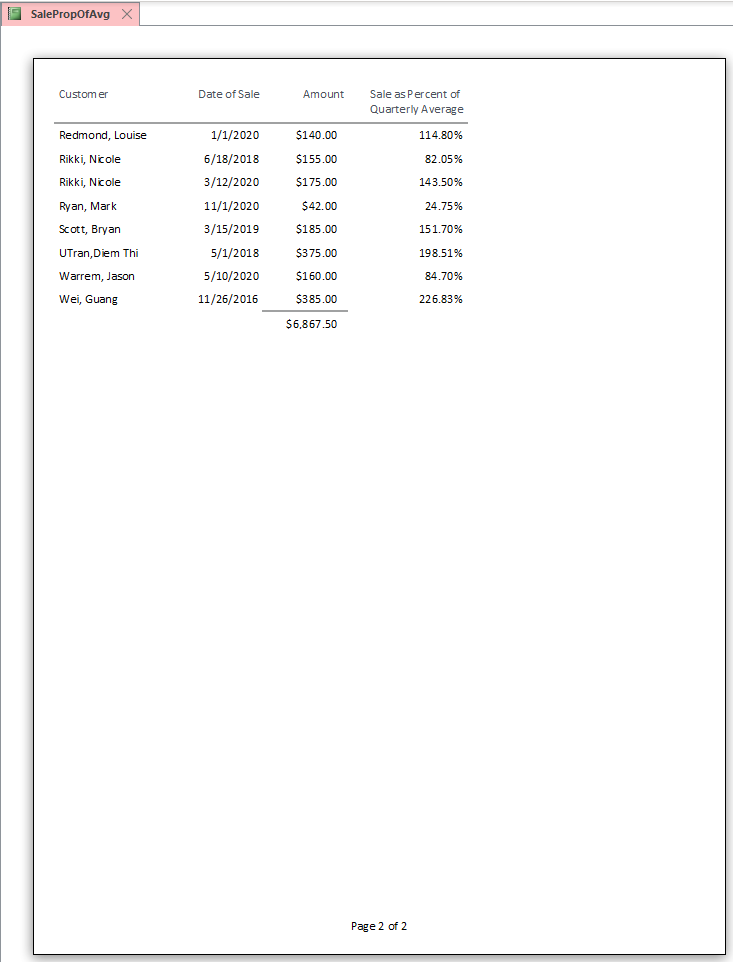 SalePropOfAvg
Customer Date of Sale Amount Sale as Percent of
Quarterly Average
Redmond, Louise 1/1/2020 $140.00 114.80%
Rikki, Nicole 6/18/2018 $155.00 82.05%
Rikki, Nicole 3/12/2020 $175.00 143.50%
Ryan, Mark 11/1/2020 $42.00 24.75%
Scott, Bryan 3/15/2019 $185.00 151.70%
UTran,Diem Thi 5/1/2018 $375.00 198.51%
Warrem, Jason 5/10/2020 $160.00 84.70%
Wei, Guang 11/26/2016 $385.00 226.83%
$6,867.50
Page 2 of 2